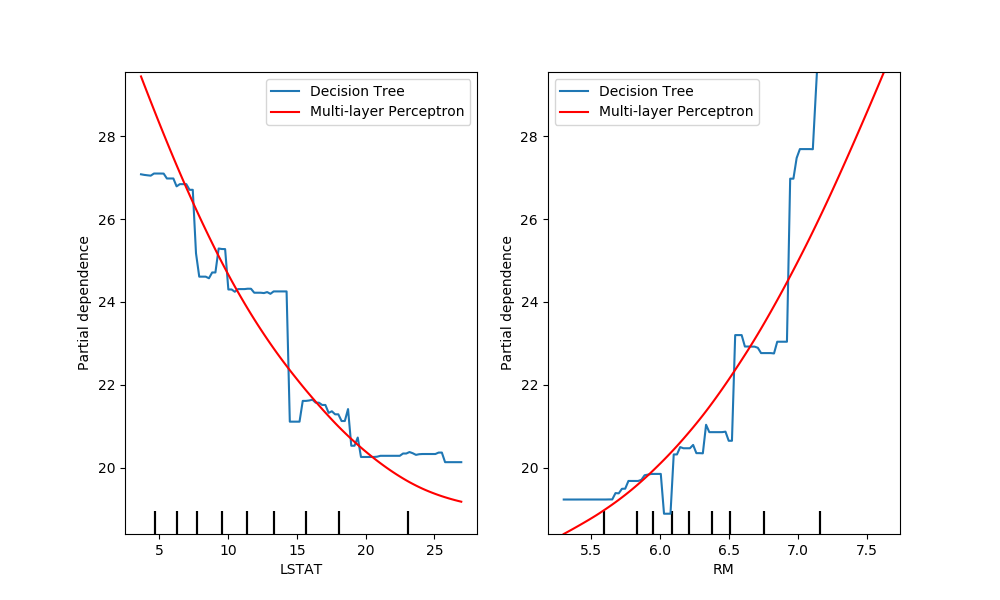 Decision Tree
Multi-layer Perceptron
28
26
24
22
20
Partial dependence
5 10 15 20 25
LSTAT
Decision Tree
Multi-layer Perceptron
28
26
24
22
20
Partial dependence
5.5 6.0 6.5 7.0 7.5
RM